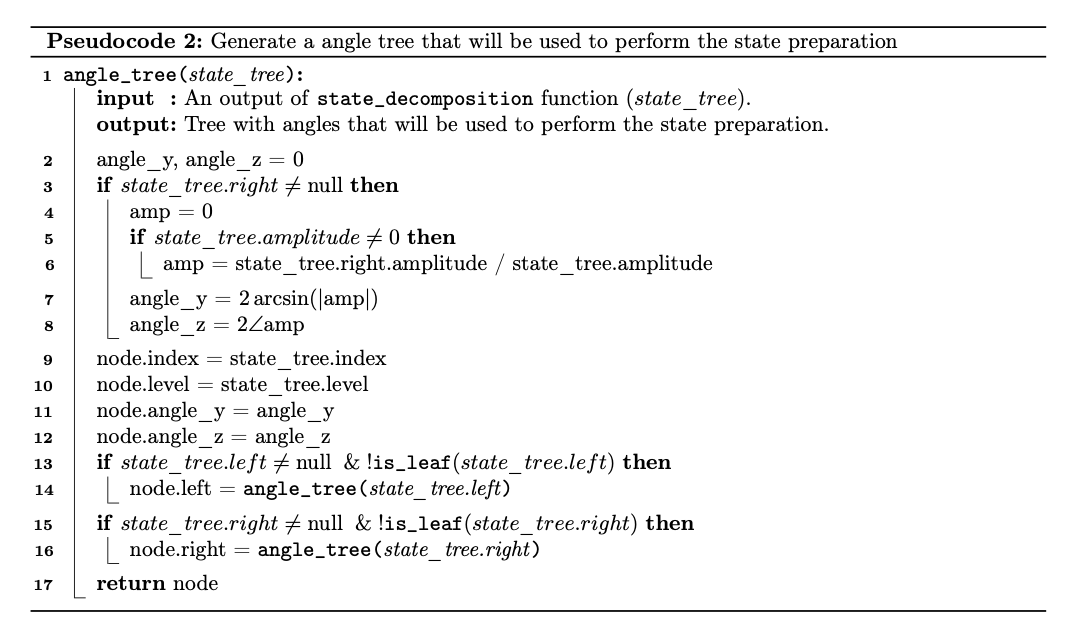 Pseudocode 2: Generate a angle tree that will be used to perform the state preparation
1 angle_tree(state_tree):
input : An output of state_decomposition function (state_tree).
output: Tree with angles that will be used to perform the state preparation.
2 angle_y, angle_z = 0
3 if state_tree.right ≠ null then
4 amp = 0
5 if state_tree.amplitude ≠ 0 then
6 amp = state_tree.right.amplitude / state_tree.amplitude
7 angle_y = 2 arcsin(|amp|)
8 angle_z = 2∠amp
9 node.index = state_tree.index
10 node.level = state_tree.level
11 node.angle_y = angle_y
12 node.angle_z = angle_z
13 if state_tree.left ≠ null & !is_leaf(state_tree.left) then
14 node.left = angle_tree(state_tree.left)
15 if state_tree.right ≠ null & !is_leaf(state_tree.right) then
16 node.right = angle_tree(state_tree.right)
17 return node